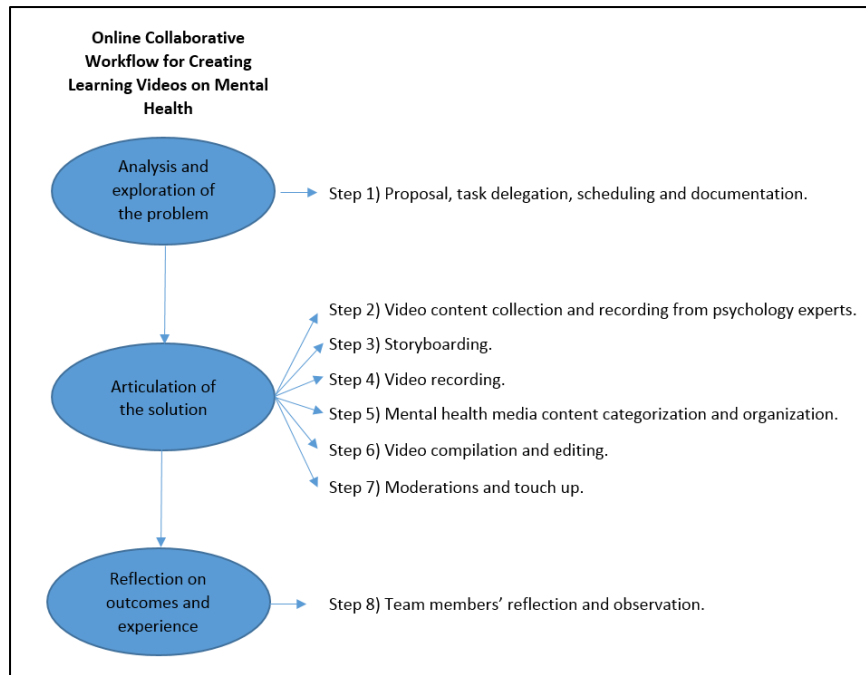 Online Collaborative
Workflow for Creating
Learning Videos on Mental
Health
Analysis and
exploration of
the problem
Step 1) Proposal, task delegation, scheduling and documentation.
Step 2) Video content collection and recording from psychology experts.
Step 3) Storyboarding.
Step 4) Video recording.
Articulation of
the solution
Step 5) Mental health media content categorization and organization.
Step 6) Video compilation and editing.
Step 7) Moderations and touch up.
Reflection on
outcomes and
experience
Step 8) Team members’ reflection and observation.